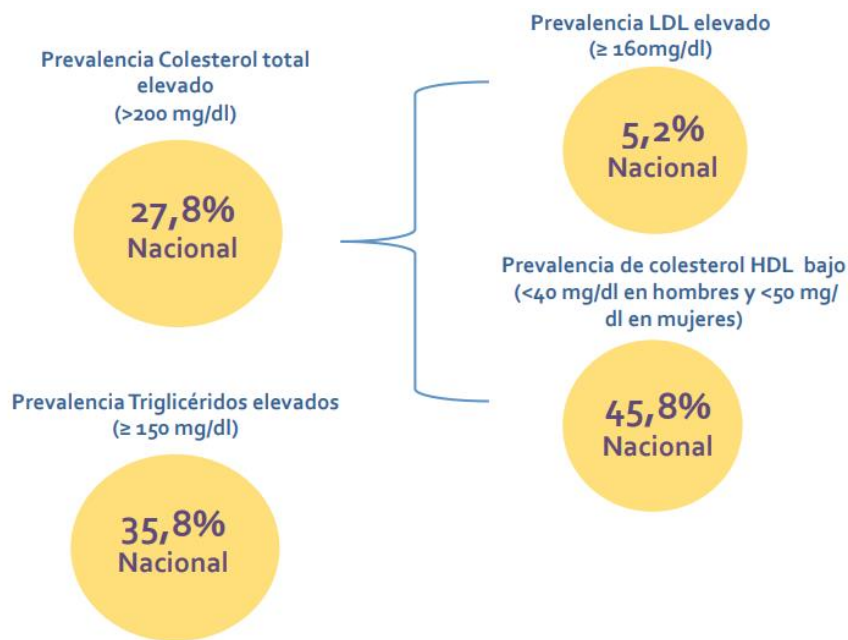 Prevalencia Colesterol total
elevado
(>200 mg/dl)
27,8%
Nacional
Prevalencia LDL elevado
(≥ 160mg/dl)
5,2%
Nacional
Prevalencia de colesterol HDL bajo
(<40 mg/dl en hombres y <50 mg/
dl en mujeres)
45,8%
Nacional
Prevalencia Triglicéridos elevados
(≥ 150 mg/dl)
35,8%
Nacional